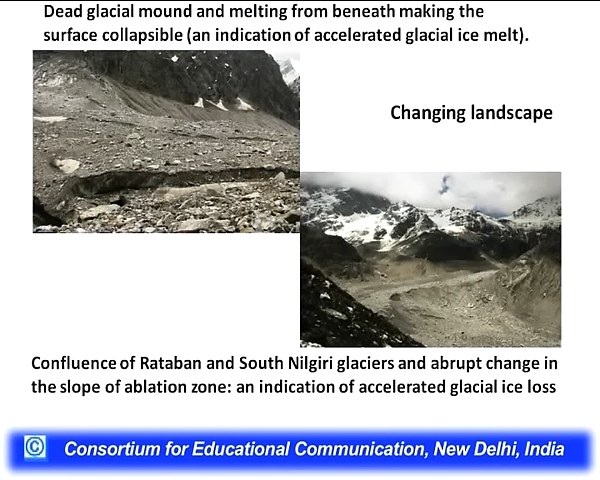 Dead glacial mound and melting from beneath making the
surface collapsible (an indication of accelerated glacial ice melt).
Changing landscape
Confluence of Rataban and South Nilgiri glaciers and abrupt change in
the slope of ablation zone: an indication of accelerated glacial ice loss
© Consortium for Educational Communication, New Delhi, India